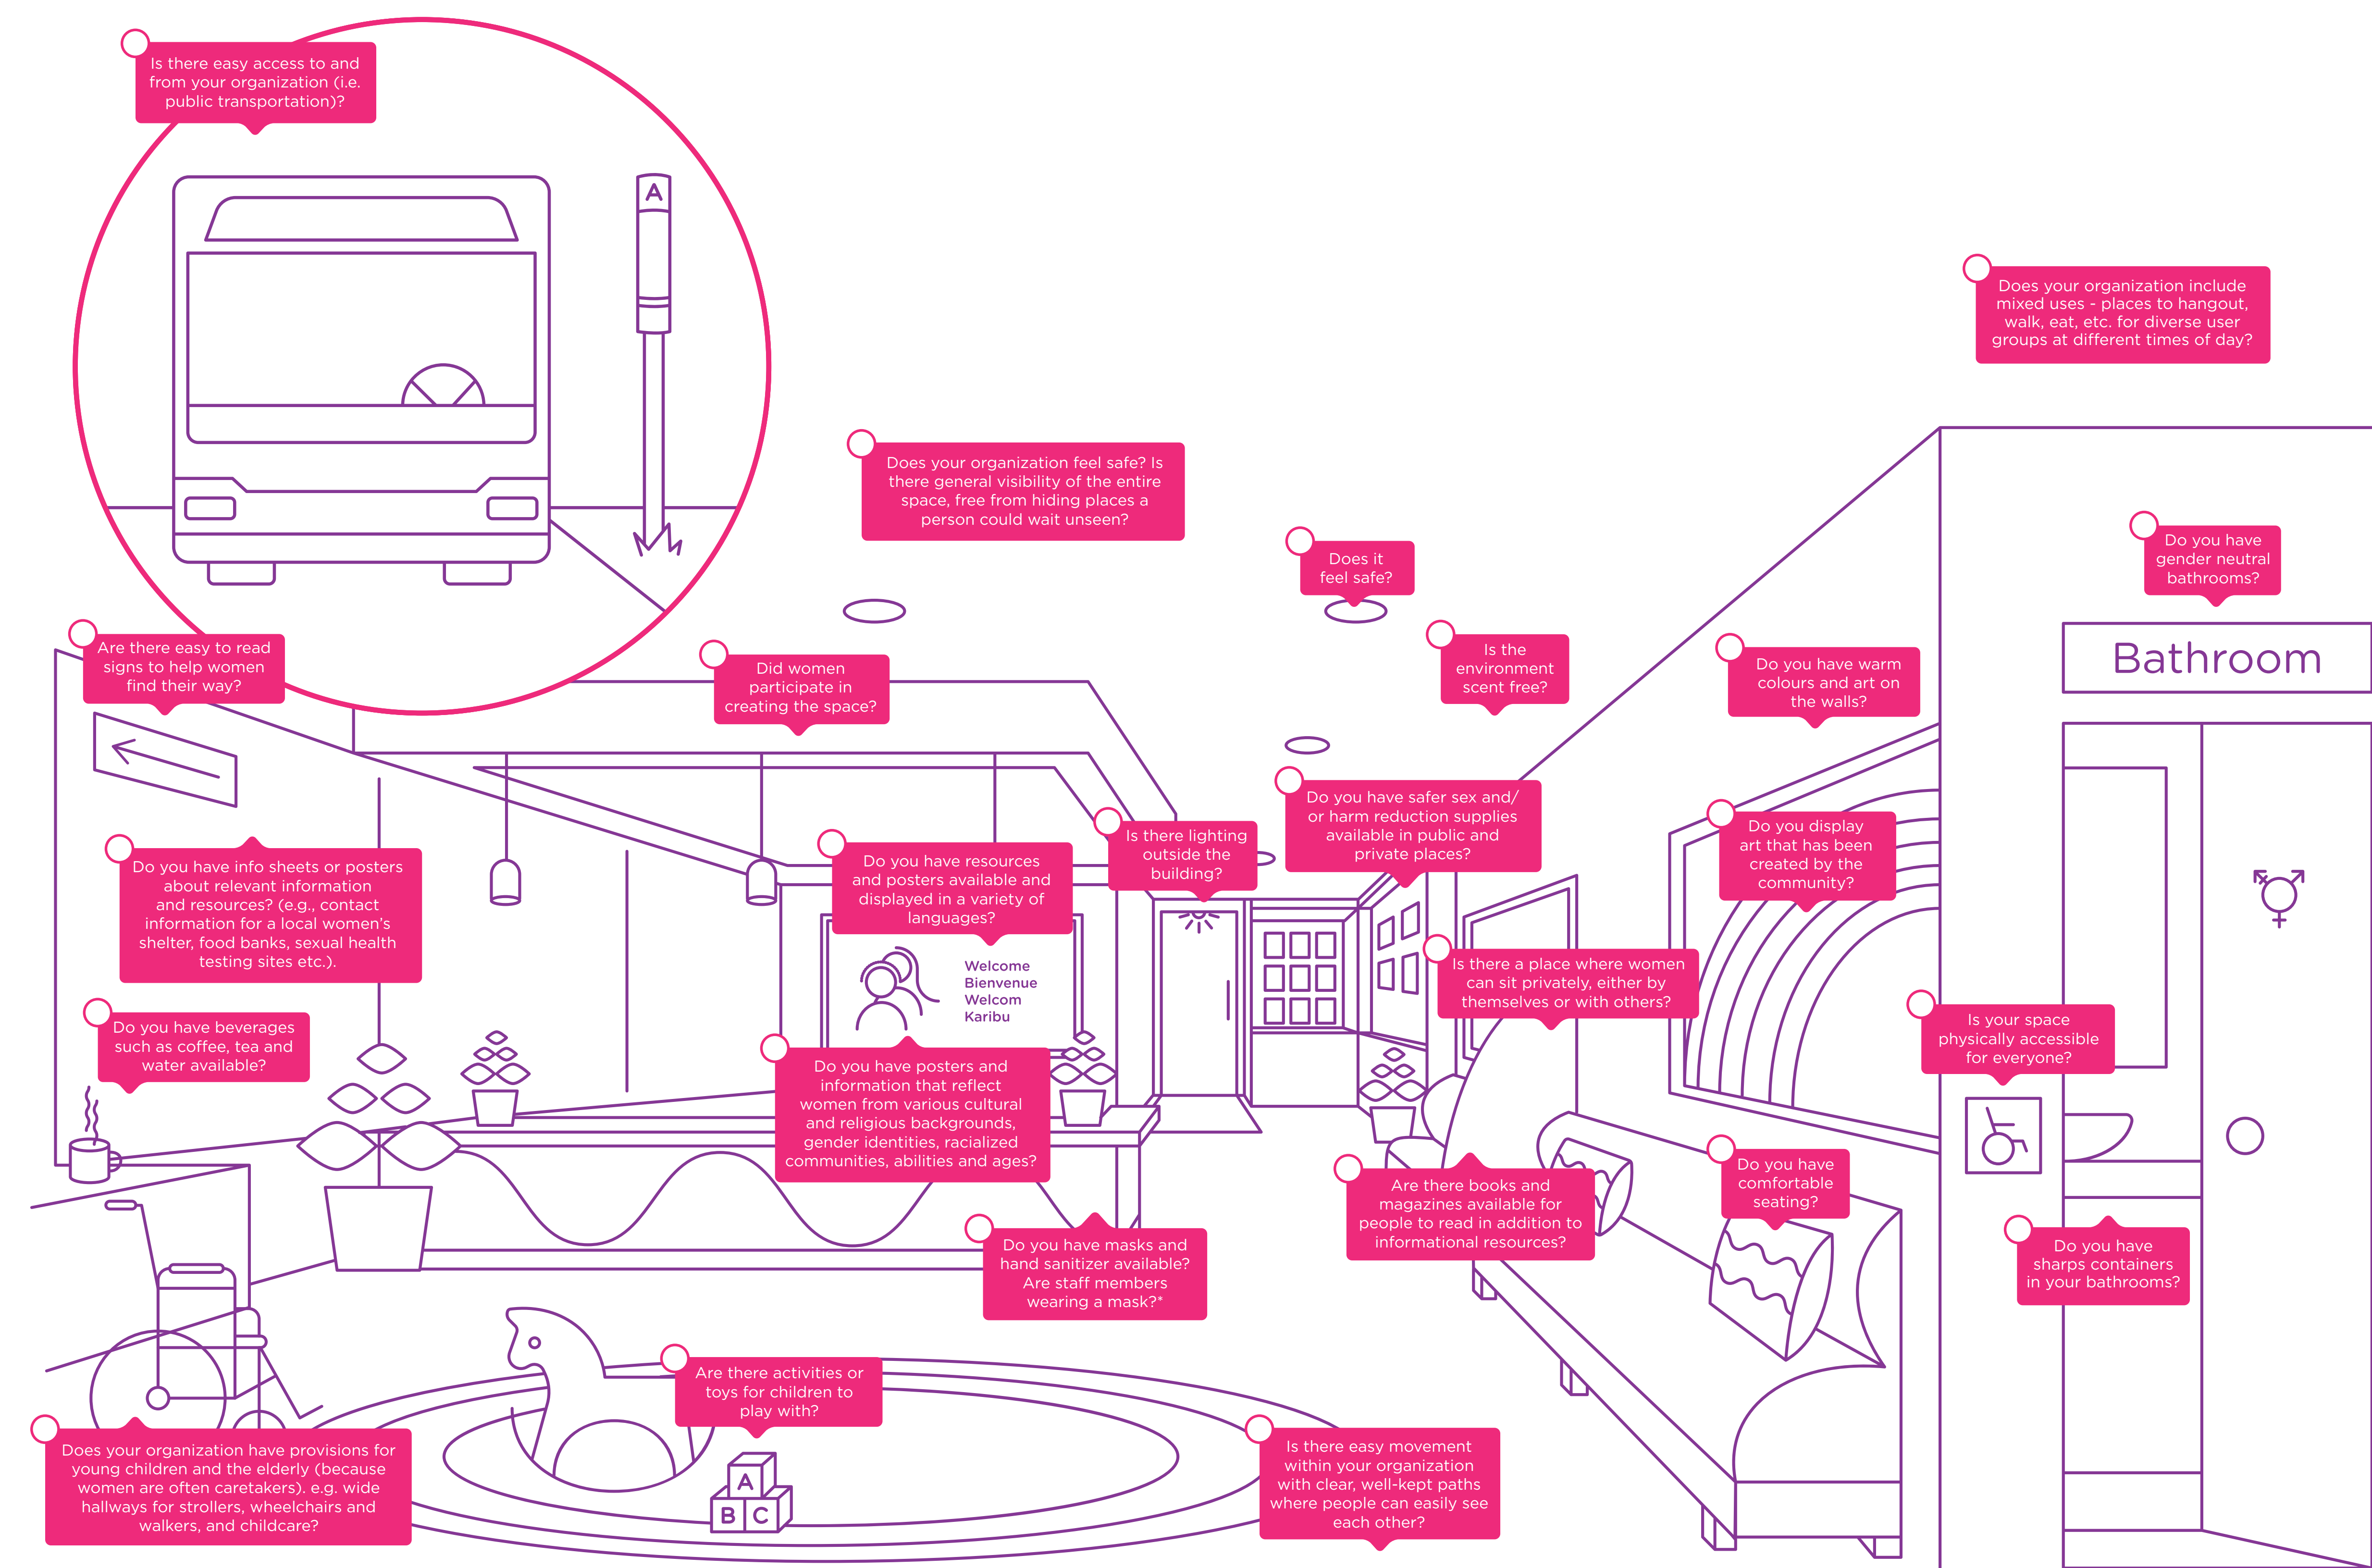 Is there easy access to and
from your organization (i.e.
public transportation)?
A
Does your organization include
mixed uses - places to hangout,
walk, eat, etc. for diverse user
groups at different times of day?
Does your organization feel safe? Is
there general visibility of the entire
space, free from hiding places a
person could wait unseen?
Does it
feel safe?
Do you have
gender neutral
bathrooms?
Are there easy to read
signs to help women
find their way?
Did women
participate in
creating the space?
Is the
environment
scent free?
Do you have warm
colours and art on
the walls?
Bathroom
Do you have info sheets or posters
about relevant information
and resources? (e.g., contact
information for a local women's
shelter, food banks, sexual health
testing sites etc.).
Do you have resources
and posters available and
displayed in a variety of
languages?
Is there lighting
outside the
building?
Do you have safer sex and/
or harm reduction supplies
available in public and
private places?
Do you display
art that has been
created by the
community?
Welcome
Bienvenue
Welcom
Karibu
Is there a place where women
can sit privately, either by
themselves or with others?
Do you have beverages
such as coffee, tea and
water available?
Do you have posters and
information that reflect
women from various cultural
and religious backgrounds,
gender identities, racialized
communities, abilities and ages?
Is your space
physically accessible
for everyone?
Are there books and
magazines available for
people to read in addition to
informational resources?
Do you have
comfortable
seating?
Do you have masks and
hand sanitizer available?
Are staff members
wearing a mask?*
Do you have
sharps containers
in your bathrooms?
Are there activities or
toys for children to
play with?
A
B C
Does your organization have provisions for
young children and the elderly (because
women are often caretakers). e.g. wide
hallways for strollers, wheelchairs and
walkers, and childcare?
Is there easy movement
within your organization
with clear, well-kept paths
where people can easily see
each other?